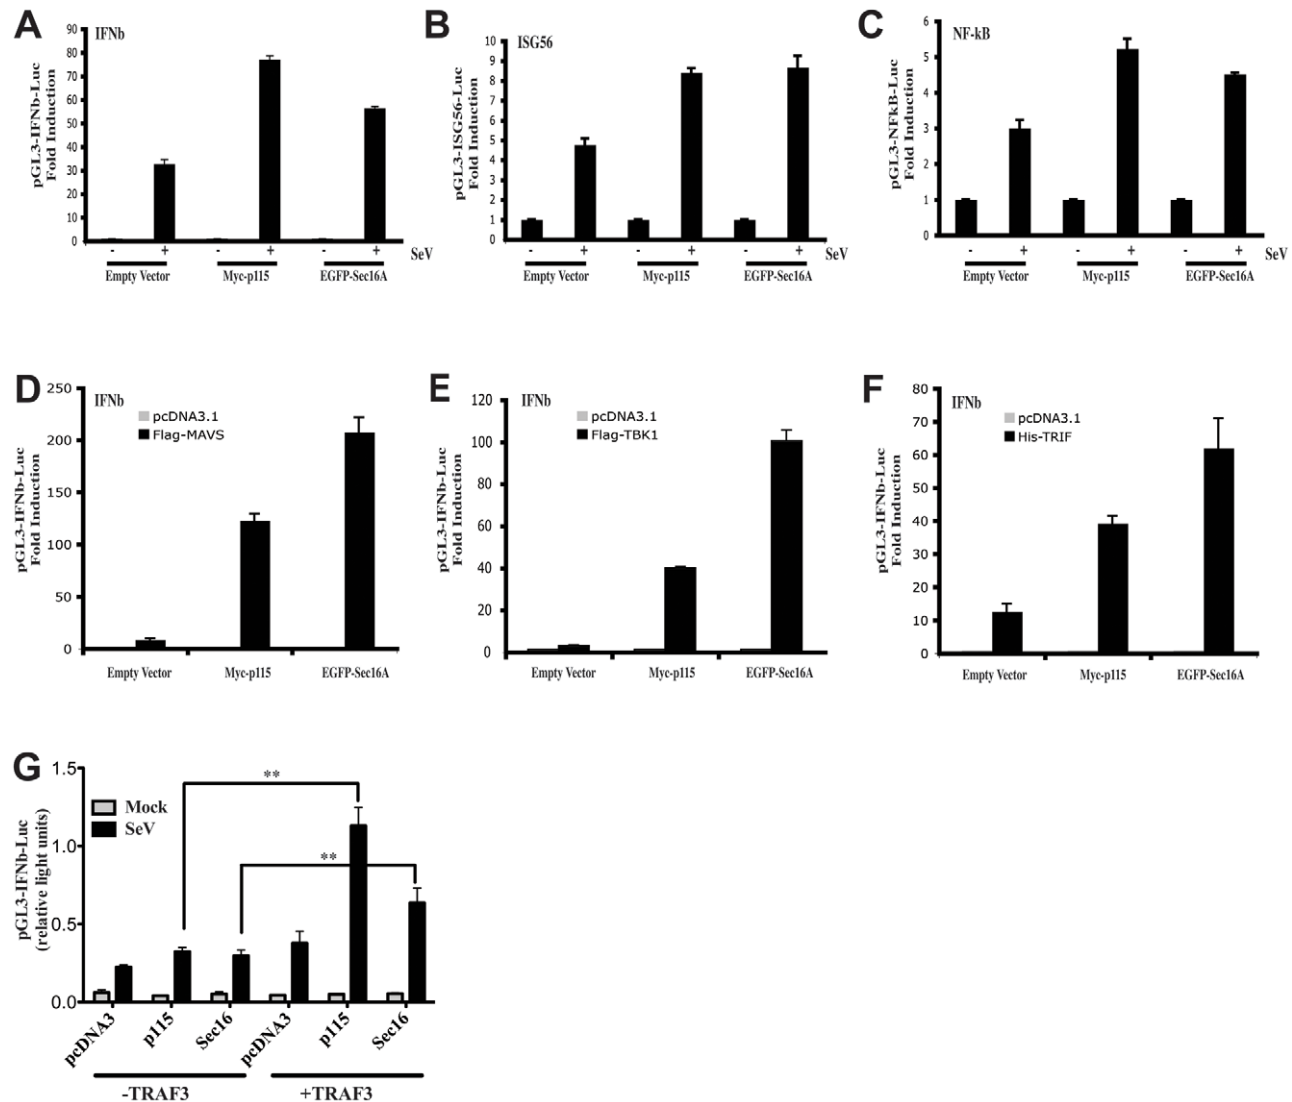 A
IFNb
pGL3-IFNb-Luc
Fold Induction
90
80
70
60
50
40
30
20
10
0
- + - + - +
SeV
Empty Vector Myc-p115 EGFP-Sec16A
B
ISG56
pGL3-ISG56-Luc
Fold Induction
10
9
8
7
6
5
4
3
2
1
0
- + - + - +
SeV
Empty Vector Myc-p115 EGFP-Sec16A
C
NF-kB
pGL3-NFkB-Luc
Fold Induction
6
5
4
3
2
1
0
- + - + - +
SeV
Empty Vector Myc-p115 EGFP-Sec16A
D
IFNb
pcDNA3.1
Flag-MAVS
pGL3-IFNb-Luc
Fold Induction
250
200
150
100
50
0
Empty Vector Myc-p115 EGFP-Sec16A
E
IFNb
pcDNA3.1
Flag-TBK1
pGL3-IFNb-Luc
Fold Induction
120
100
80
60
40
20
0
Empty Vector Myc-p115 EGFP-Sec16A
F
IFNb
pcDNA3.1
His-TRIF
pGL3-IFNb-Luc
Fold Induction
80
70
60
50
40
30
20
10
0
Empty Vector Myc-p115 EGFP-Sec16A
G
Mock
SeV
**
**
pGL3-IFNb-Luc
(relative light units)
1.5
1.0
0.5
0.0
pcDNA3 p115 Sec16 pcDNA3 p115 Sec16
-TRAF3 +TRAF3